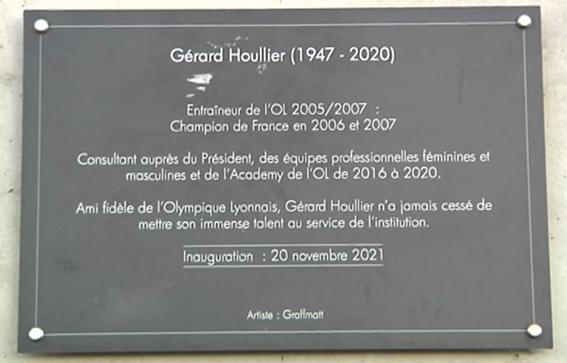 Gérard Houllier (1947 - 2020)
Entraîneur de l'OL 2005/2007 :
Champion de France en 2006 et 2007
Consultant auprès du Président, des équipes professionnelles féminines et
masculines et de l'Academy de l'OL de 2016 à 2020.
Ami fidèle de l'Olympique Lyonnais, Gérard Houllier n'a jamais cessé de
mettre son immense talent au service de l'institution.
Inauguration : 20 novembre 2021
Artiste : Graffmatt